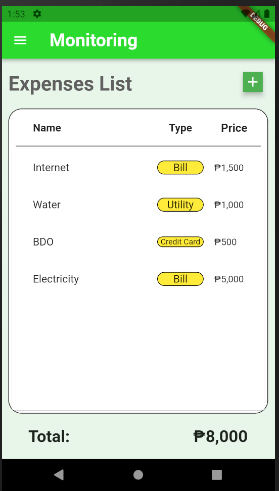 1:53
DEBUG
Monitoring
Expenses List
+
Name Type Price
Internet Bill ₱1,500
Water Utility ₱1,000
BDO Credit Card ₱500
Electricity Bill ₱5,000
Total: ₱8,000